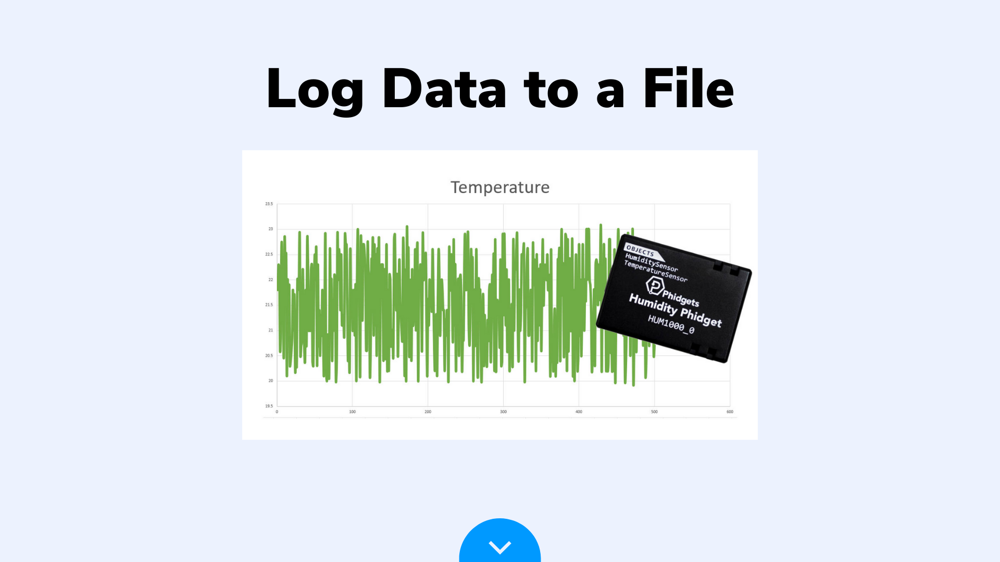 Log Data to a File
Temperature
23.5
23
22.5
22
21.5
21
20.5
20
19.5
0
100
200
300
400
500
600
OBJECTS
HumiditySensor
TemperatureSensor
Phidgets
Humidity Phidget
HUM1000_0